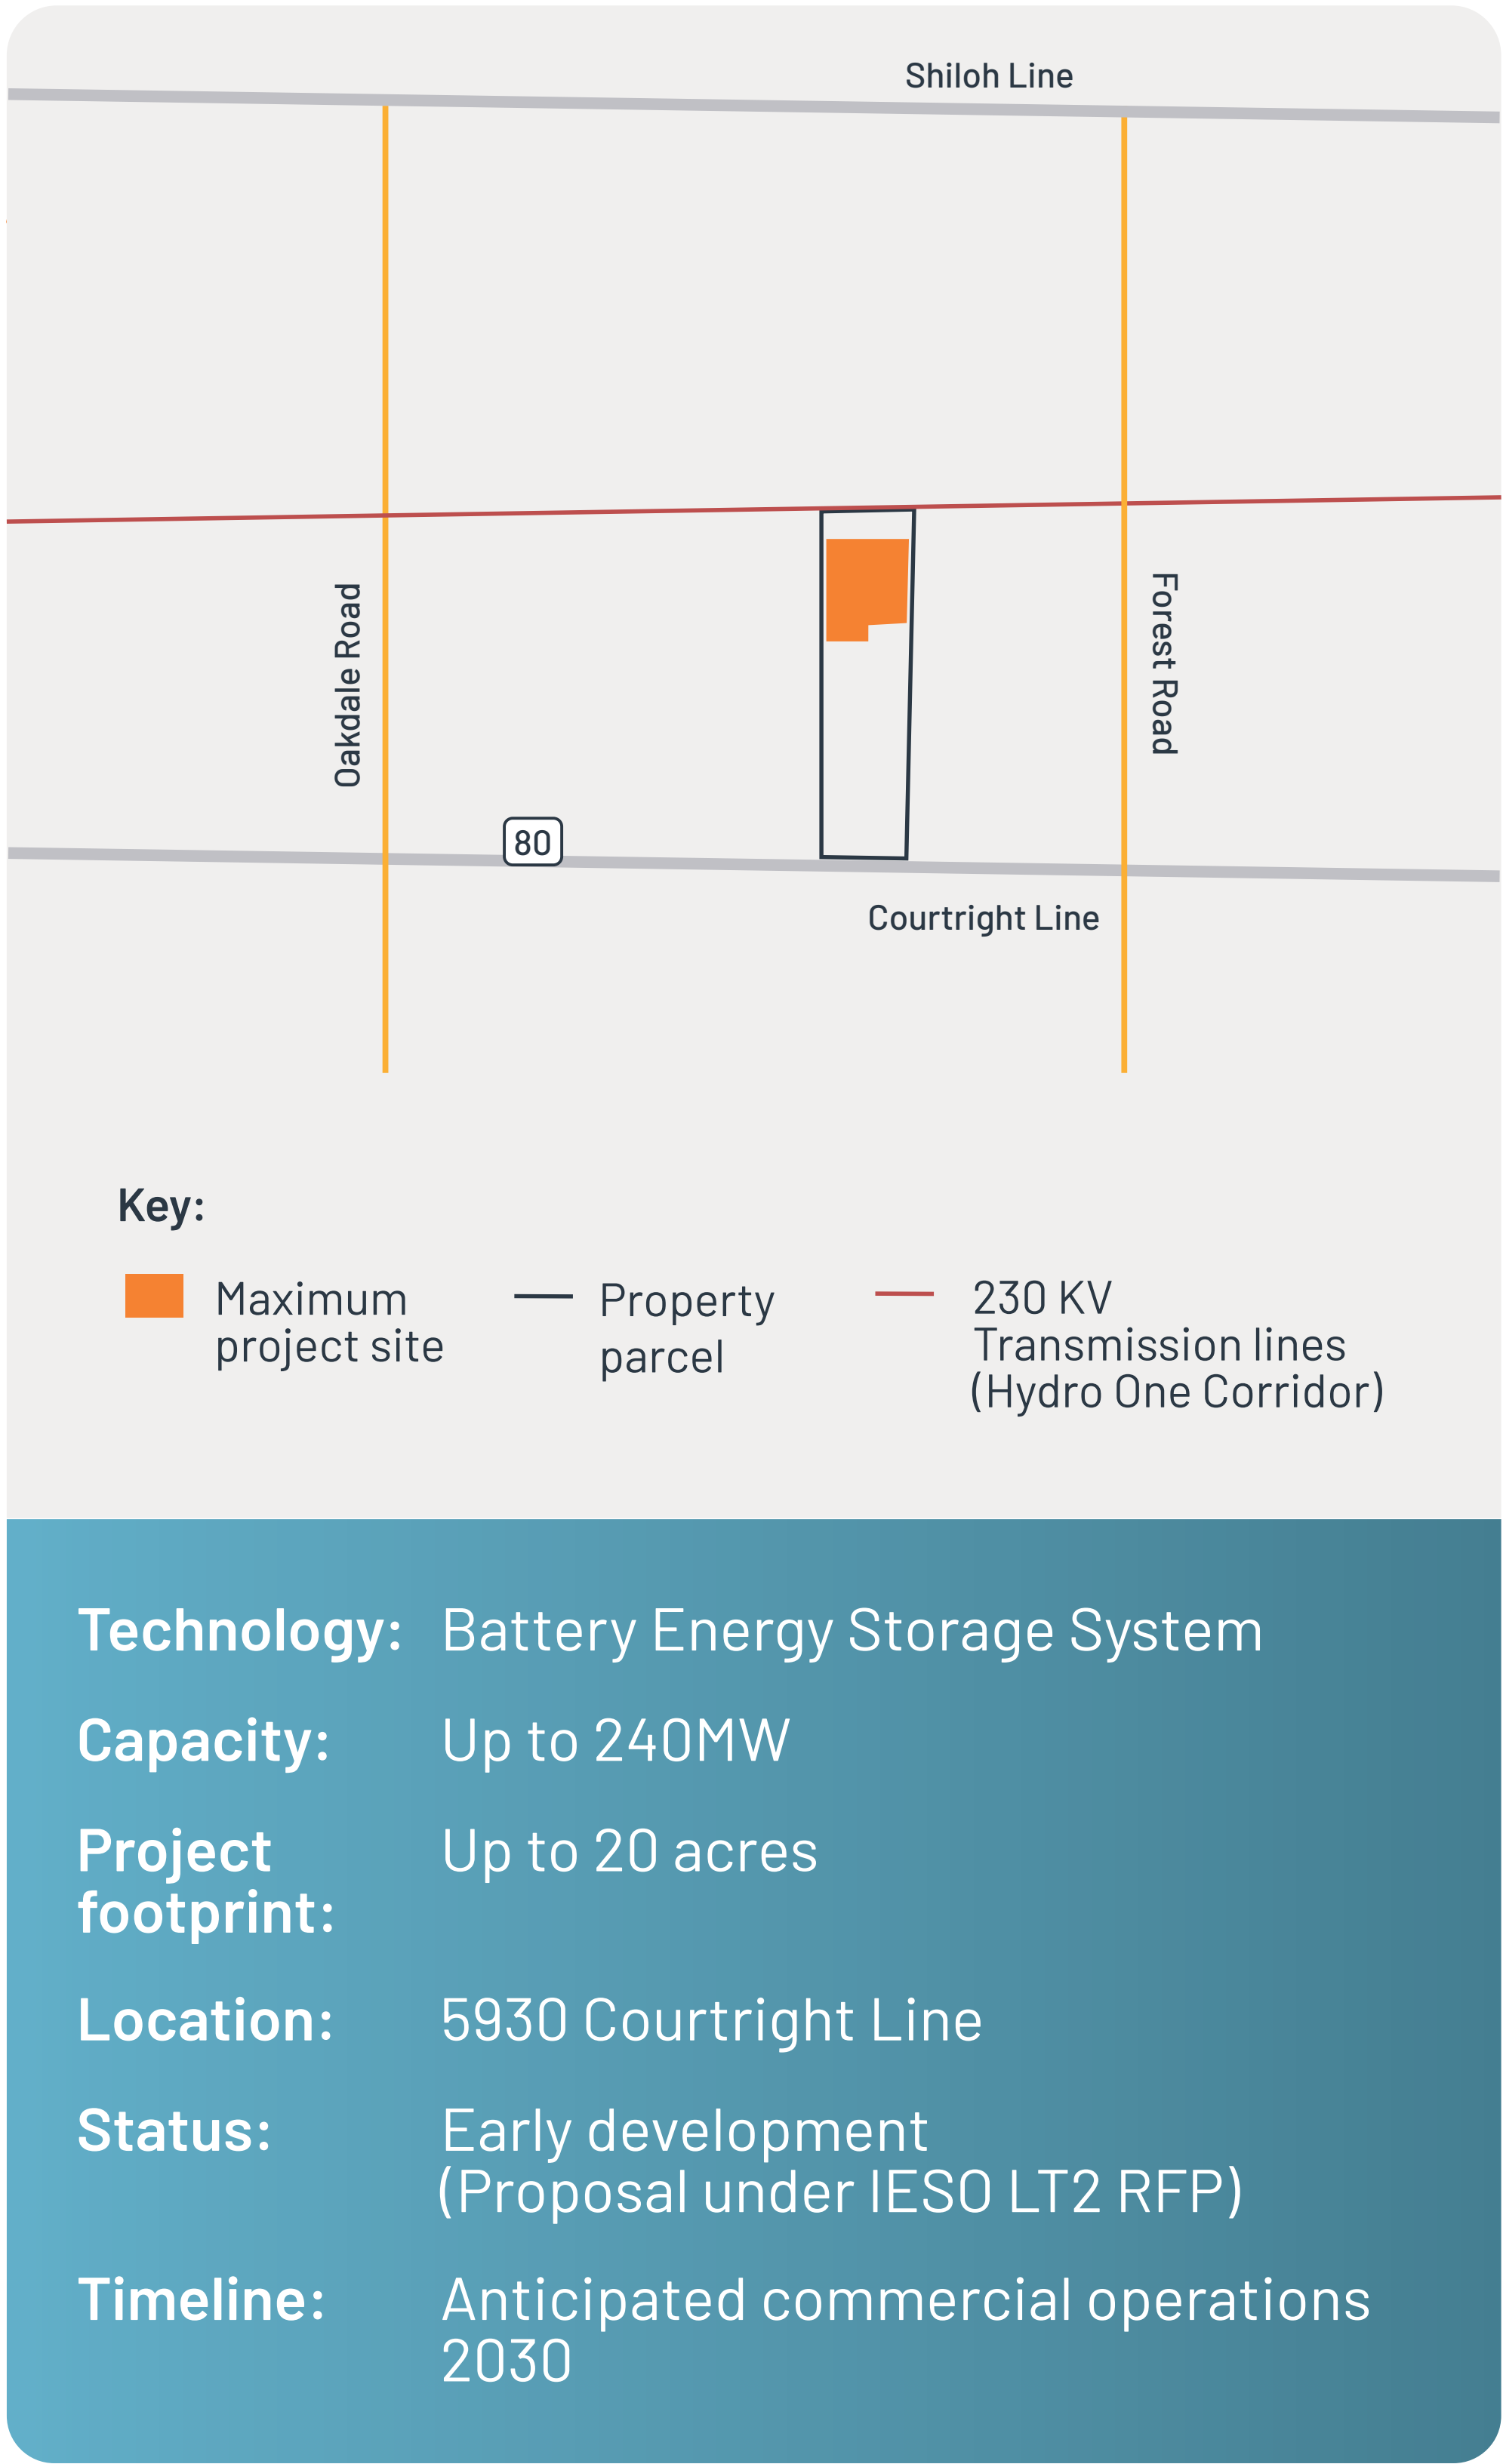 Shiloh Line
Oakdale Road
Forest Road
80
Courtright Line
Key:
Maximum
project site
Property
parcel
230 KV
Transmission lines
(Hydro One Corridor)
Technology: Battery Energy Storage System
Capacity: Up to 240MW
Project Up to 20 acres
footprint:
Location: 5930 Courtright Line
Status: Early development
(Proposal under IESO LT2 RFP)
Timeline: Anticipated commercial operations
2030